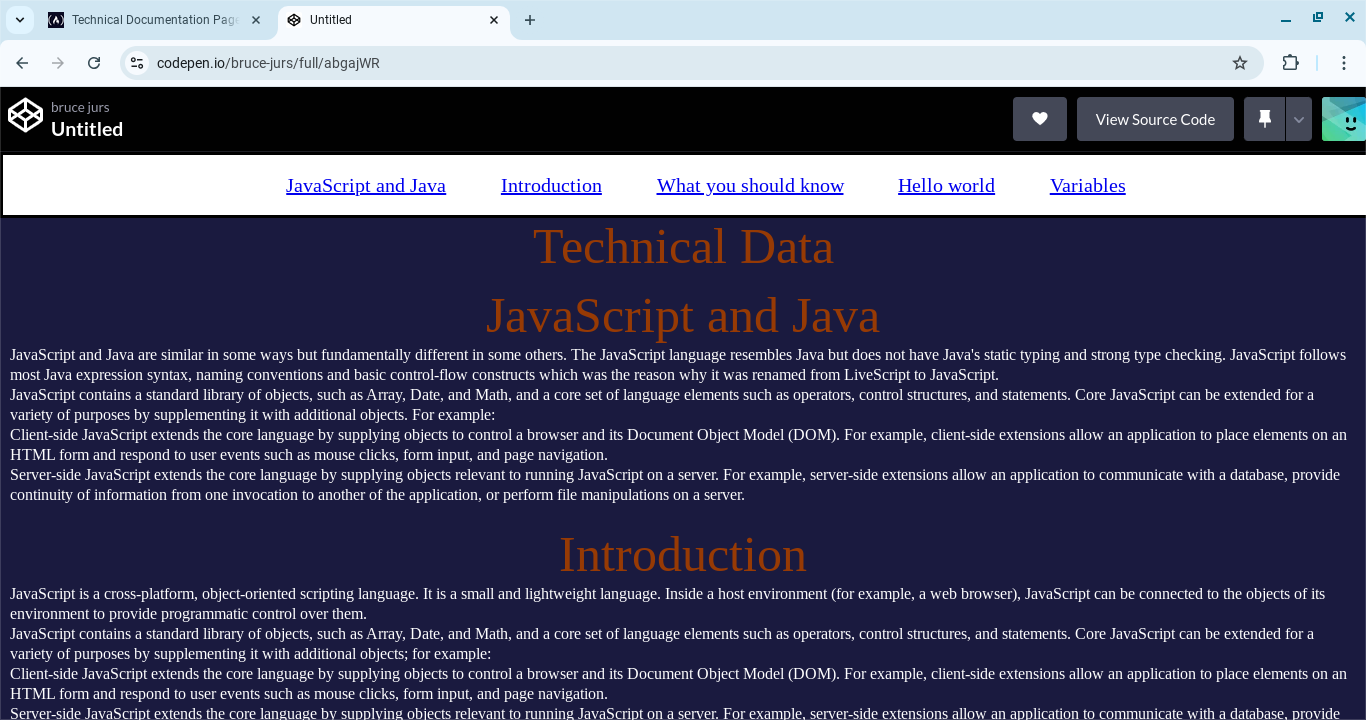 Technical Documentation Page
Untitled
codepen.io/bruce-jurs/full/abgajWR
bruce jurs
Untitled
View Source Code
JavaScript and Java
Introduction
What you should know
Hello world
Variables
Technical Data
JavaScript and Java
JavaScript and Java are similar in some ways but fundamentally different in some others. The JavaScript language resembles Java but does not have Java's static typing and strong type checking. JavaScript follows
most Java expression syntax, naming conventions and basic control-flow constructs which was the reason why it was renamed from LiveScript to JavaScript.
JavaScript contains a standard library of objects, such as Array, Date, and Math, and a core set of language elements such as operators, control structures, and statements. Core JavaScript can be extended for a
variety of purposes by supplementing it with additional objects. For example:
Client-side JavaScript extends the core language by supplying objects to control a browser and its Document Object Model (DOM). For example, client-side extensions allow an application to place elements on an
HTML form and respond to user events such as mouse clicks, form input, and page navigation.
Server-side JavaScript extends the core language by supplying objects relevant to running JavaScript on a server. For example, server-side extensions allow an application to communicate with a database, provide
continuity of information from one invocation to another of the application, or perform file manipulations on a server.
Introduction
JavaScript is a cross-platform, object-oriented scripting language. It is a small and lightweight language. Inside a host environment (for example, a web browser), JavaScript can be connected to the objects of its
environment to provide programmatic control over them.
JavaScript contains a standard library of objects, such as Array, Date, and Math, and a core set of language elements such as operators, control structures, and statements. Core JavaScript can be extended for a
variety of purposes by supplementing it with additional objects; for example:
Client-side JavaScript extends the core language by supplying objects to control a browser and its Document Object Model (DOM). For example, client-side extensions allow an application to place elements on an
HTML form and respond to user events such as mouse clicks, form input, and page navigation.
Server-side JavaScript extends the core language by supplying objects relevant to running JavaScript on a server. For example, server-side extensions allow an application to communicate with a database, provide